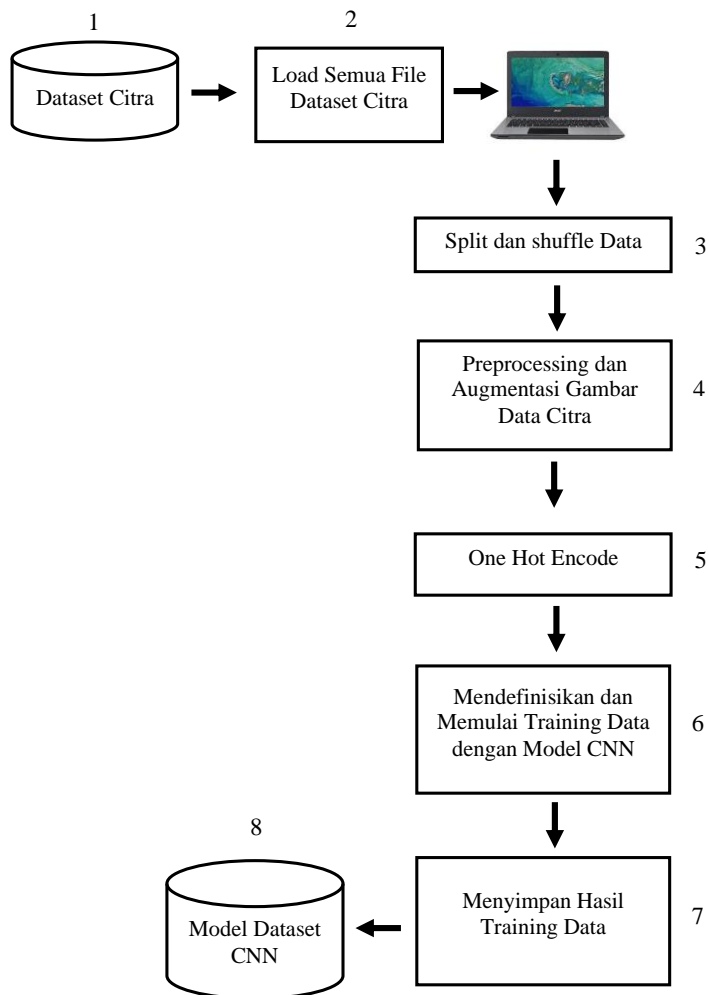 1
Dataset Citra
2
Load Semua File
Dataset Citra
Split dan shuffle Data
3
Preprocessing dan
Augmentasi Gambar
Data Citra
4
One Hot Encode
5
Mendefinisikan dan
Memulai Training Data
dengan Model CNN
6
Menyimpan Hasil
Training Data
7
8
Model Dataset
CNN